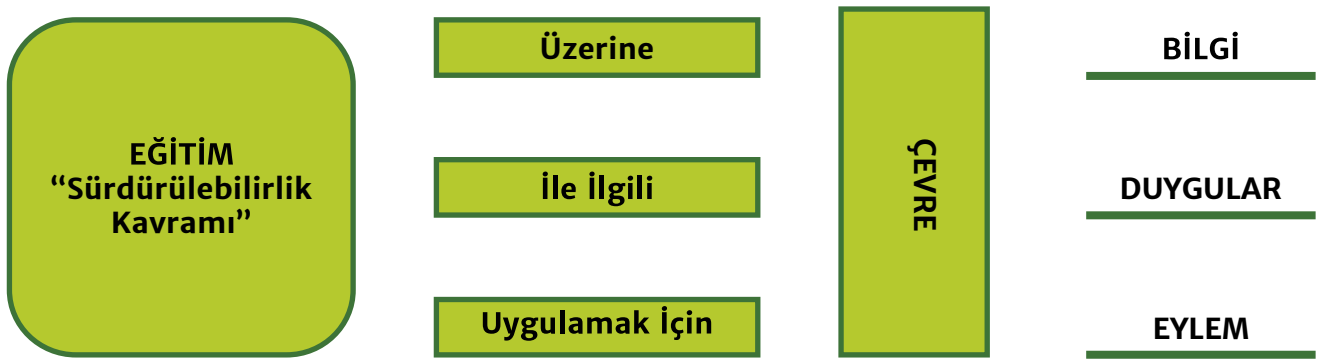 EĞİTİM
“Sürdürülebilirlik
Kavramı”
Üzerine
İle İlgili
Uygulamak İçin
ÇEVRE
BİLGİ
DUYGULAR
EYLEM